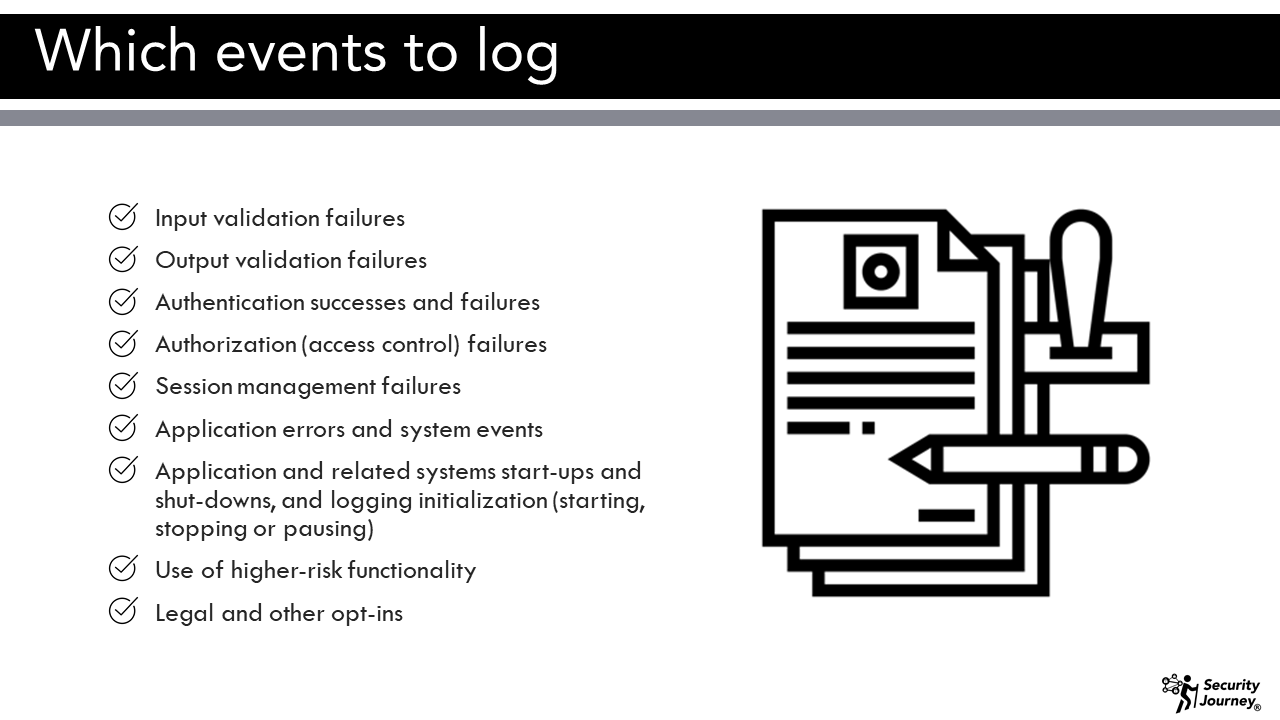 Which events to log
Input validation failures
Output validation failures
Authentication successes and failures
Authorization (access control) failures
Session management failures
Application errors and system events
Application and related systems start-ups and
shut-downs, and logging initialization (starting,
stopping or pausing)
Use of higher-risk functionality
Legal and other opt-ins
Security
Journey®